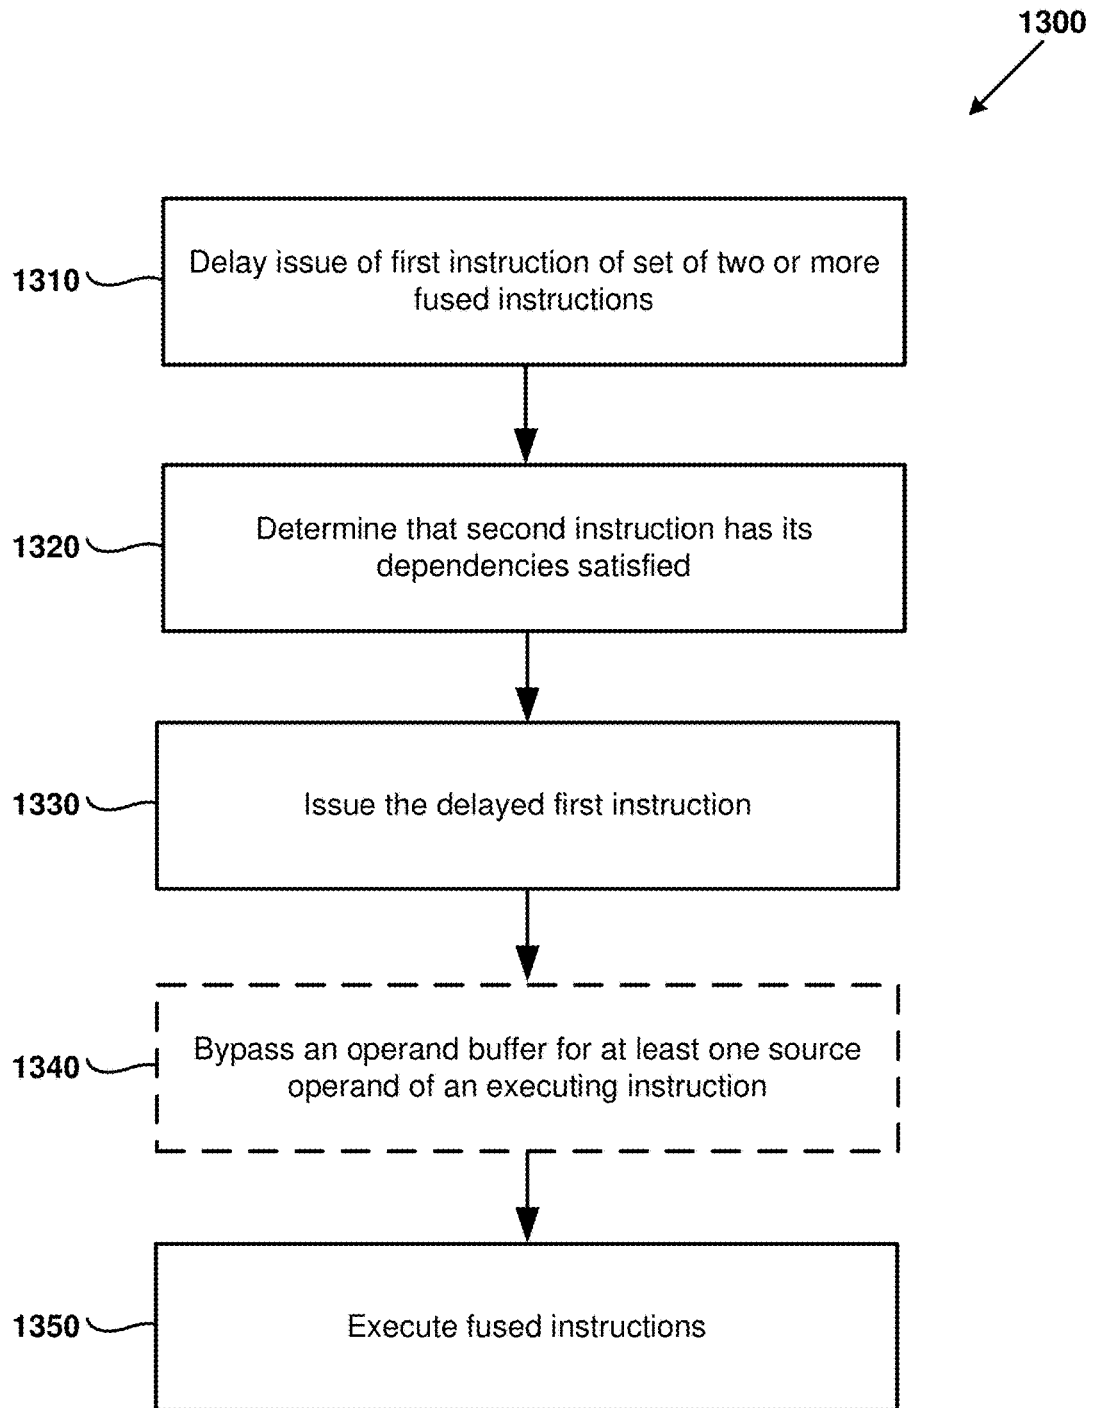 1300
1310
Delay issue of first instruction of set of two or more
fused instructions
1320
Determine that second instruction has its
dependencies satisfied
1330
Issue the delayed first instruction
1340
Bypass an operand buffer for at least one source
operand of an executing instruction
1350
Execute fused instructions